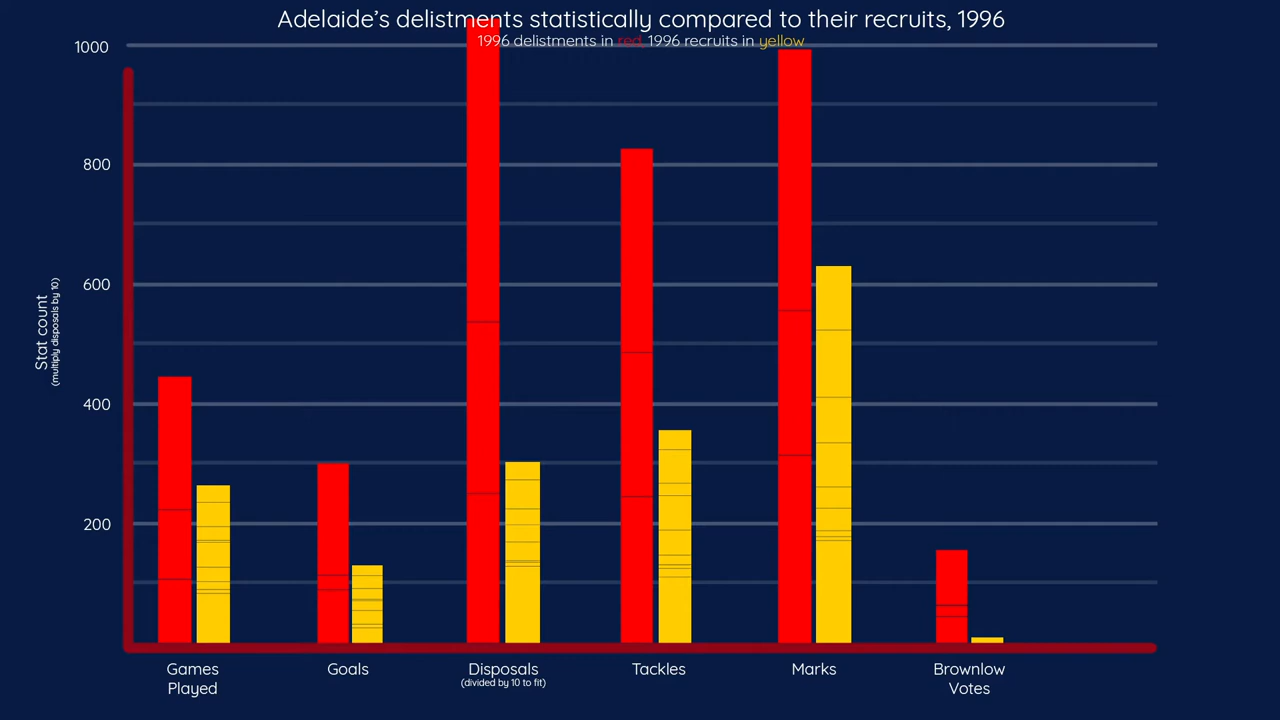 Adelaide’s delistments statistically compared to their recruits, 1996
1996 delistments in red, 1996 recruits in yellow
1000
800
600
400
200
Stat count
(multiply disposals by 10)
Games
Played
Goals
Disposals
(divided by 10 to fit)
Tackles
Marks
Brownlow
Votes